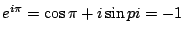 e^{iπ} = cos π + i sin pi = −1